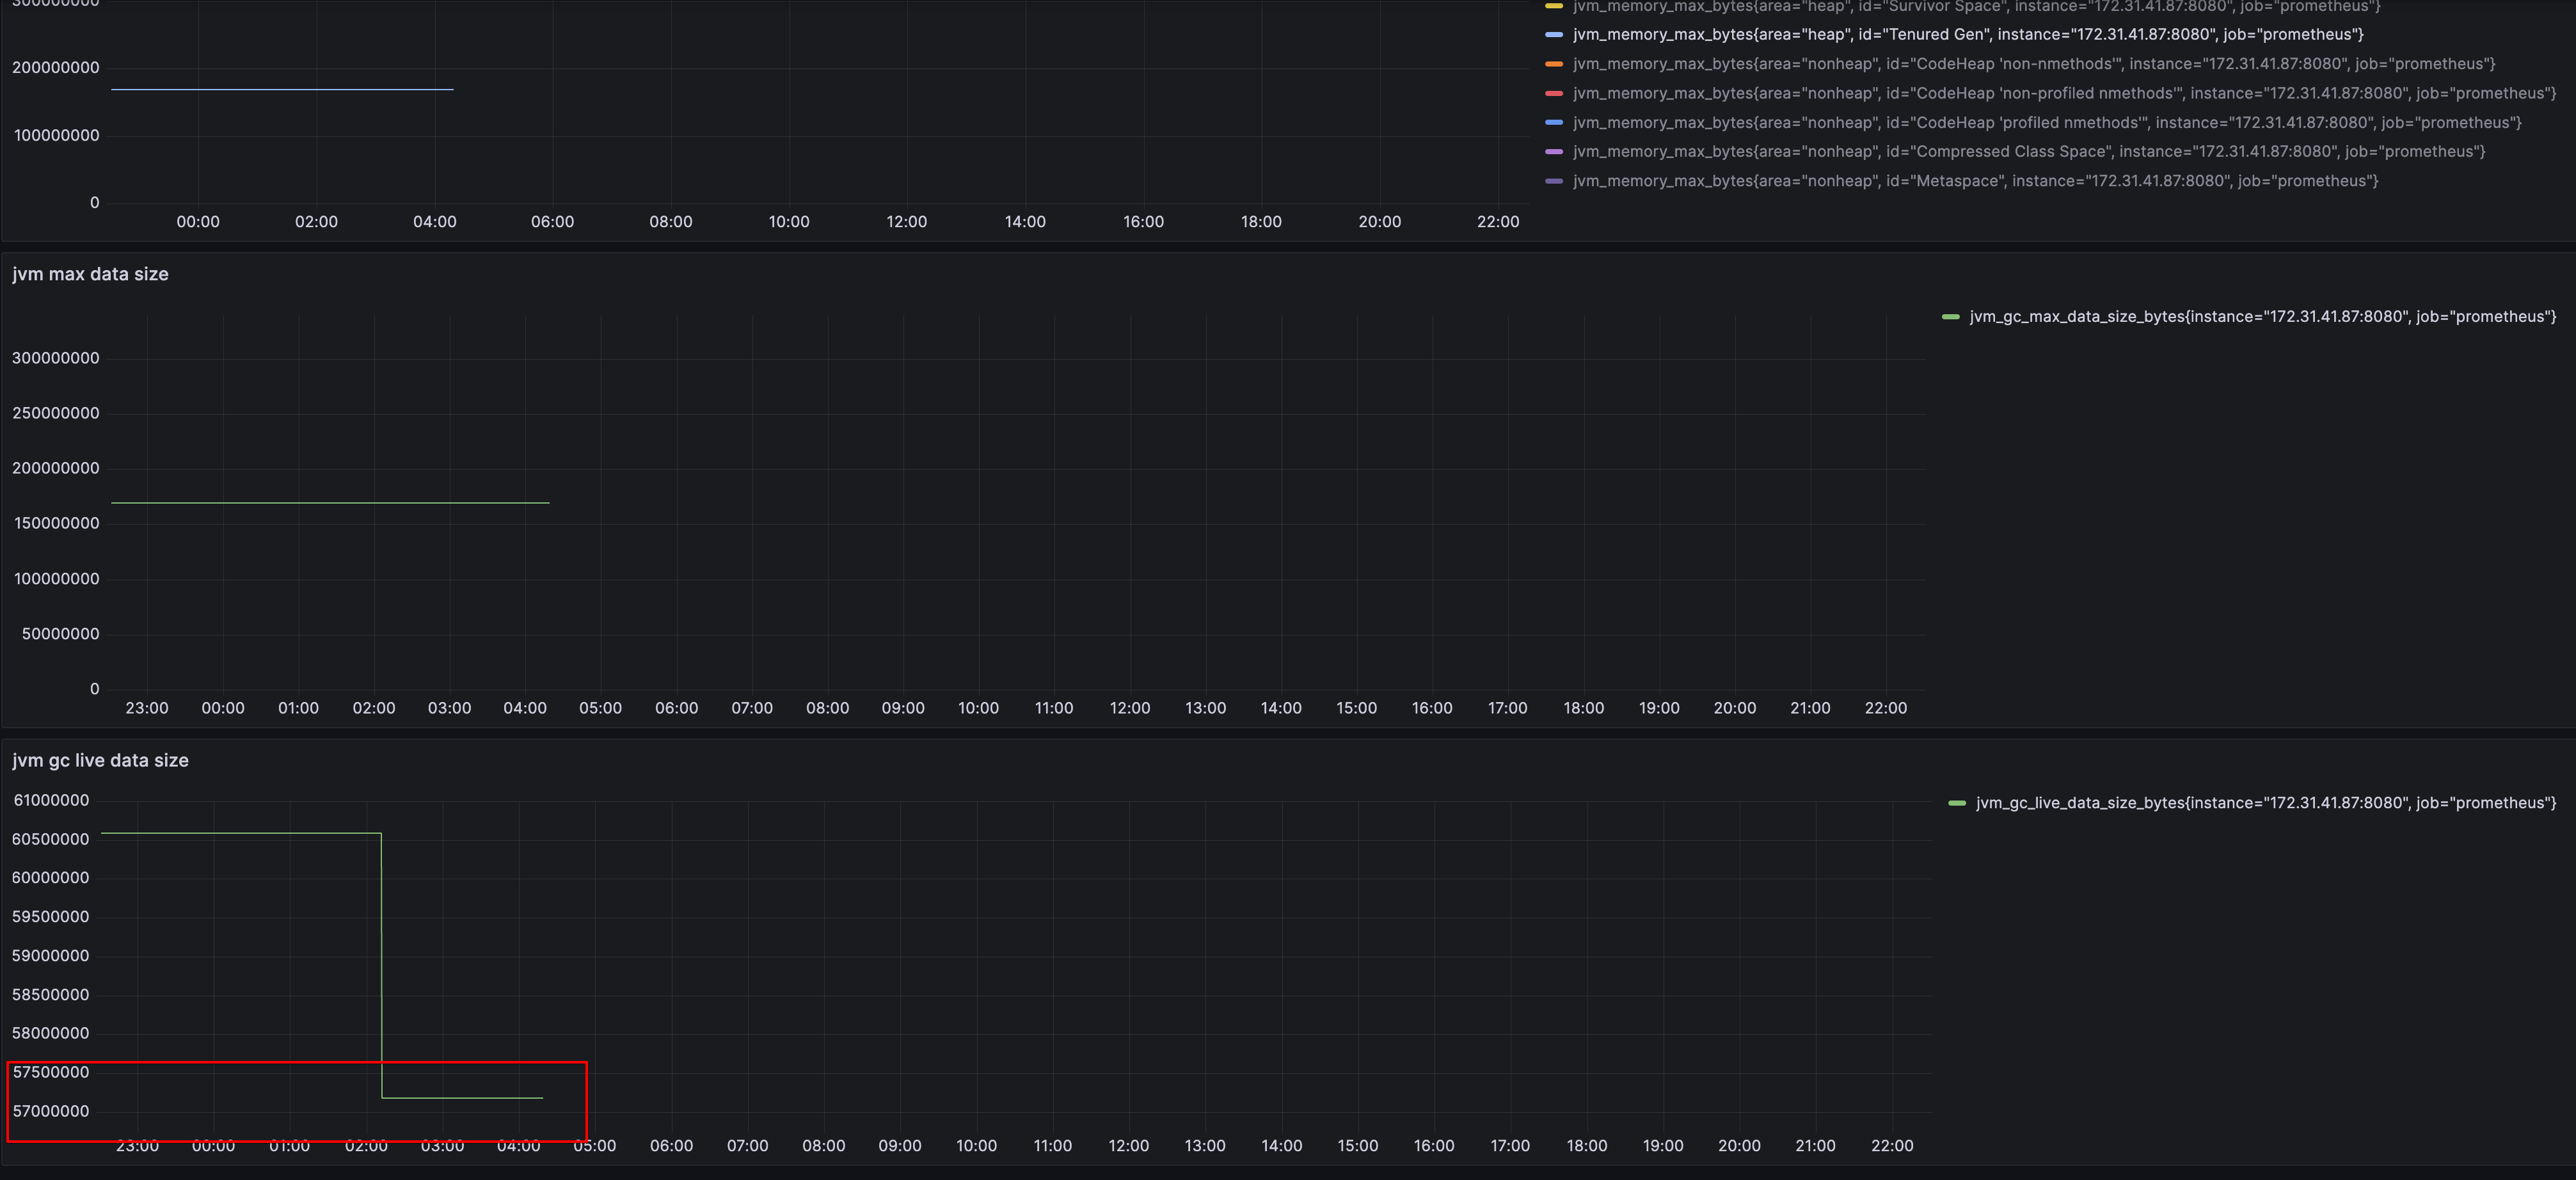 300000000
200000000
100000000
0
00:00 02:00 04:00 06:00 08:00 10:00 12:00 14:00 16:00 18:00 20:00 22:00
jvm_memory_max_bytes{area="heap", id="Survivor Space", instance="172.31.41.87:8080", job="prometheus"}
jvm_memory_max_bytes{area="heap", id="Tenured Gen", instance="172.31.41.87:8080", job="prometheus"}
jvm_memory_max_bytes{area="nonheap", id="CodeHeap 'non-nmethods'", instance="172.31.41.87:8080", job="prometheus"}
jvm_memory_max_bytes{area="nonheap", id="CodeHeap 'non-profiled nmethods'", instance="172.31.41.87:8080", job="prometheus"}
jvm_memory_max_bytes{area="nonheap", id="CodeHeap 'profiled nmethods'", instance="172.31.41.87:8080", job="prometheus"}
jvm_memory_max_bytes{area="nonheap", id="Compressed Class Space", instance="172.31.41.87:8080", job="prometheus"}
jvm_memory_max_bytes{area="nonheap", id="Metaspace", instance="172.31.41.87:8080", job="prometheus"}
jvm max data size
300000000
250000000
200000000
150000000
100000000
50000000
0
23:00 00:00 01:00 02:00 03:00 04:00 05:00 06:00 07:00 08:00 09:00 10:00 11:00 12:00 13:00 14:00 15:00 16:00 17:00 18:00 19:00 20:00 21:00 22:00
jvm_gc_max_data_size_bytes{instance="172.31.41.87:8080", job="prometheus"}
jvm gc live data size
61000000
60500000
60000000
59500000
59000000
58500000
58000000
57500000
57000000
23:00 00:00 01:00 02:00 03:00 04:00 05:00 06:00 07:00 08:00 09:00 10:00 11:00 12:00 13:00 14:00 15:00 16:00 17:00 18:00 19:00 20:00 21:00 22:00
jvm_gc_live_data_size_bytes{instance="172.31.41.87:8080", job="prometheus"}